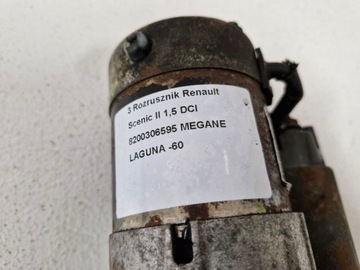 3 Rozrusznik Renault
Scenic II 1,5 DCI
8200306595 MEGANE
LAGUNA -60